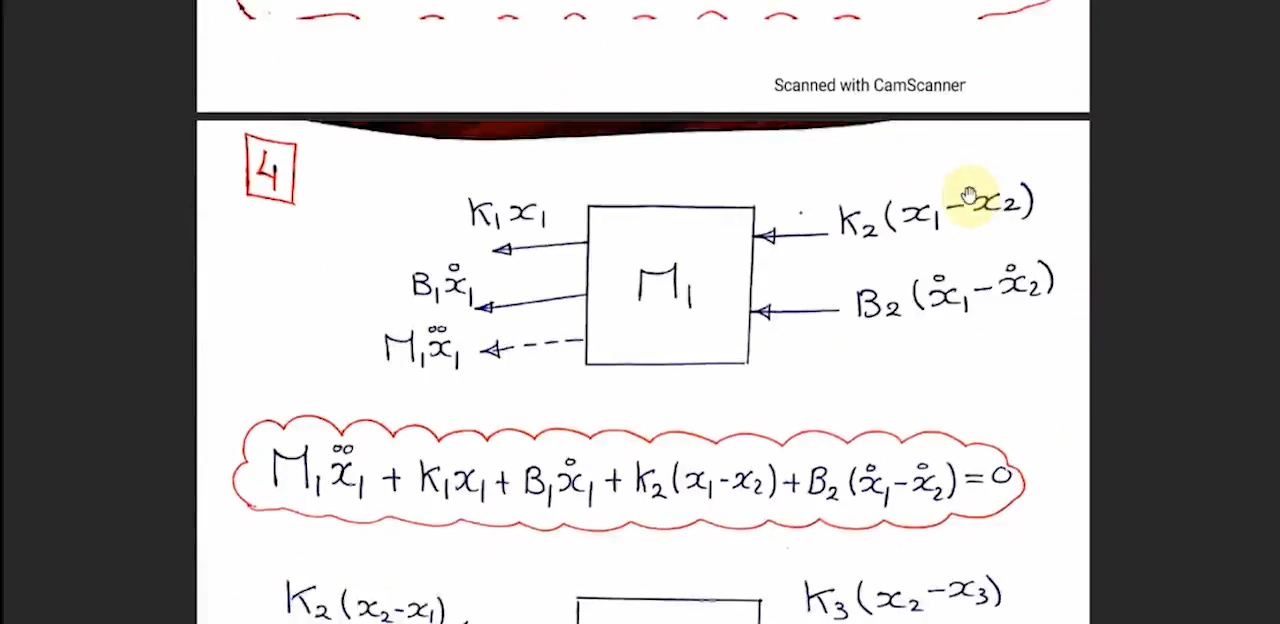 Scanned with CamScanner
4
K₁x₁
K₂(x₁-x₂)
B₁ẋ₁
M₁
B₂(ẋ₁-ẋ₂)
M₁ẍ₁
M₁ẍ₁ + K₁x₁ + B₁ẋ₁ + K₂(x₁-x₂) + B₂(ẋ₁-ẋ₂) = 0
K₂(x₂-x₁)
K₃(x₂-x₃)